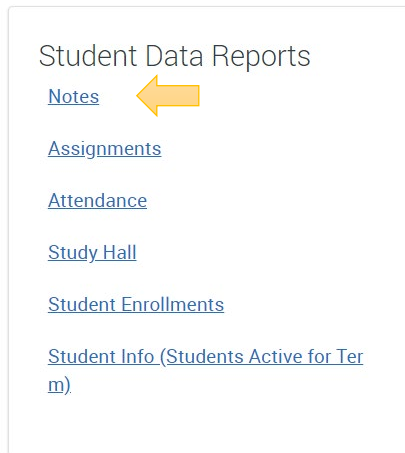 Student Data Reports
Notes
Assignments
Attendance
Study Hall
Student Enrollments
Student Info (Students Active for Ter
m)